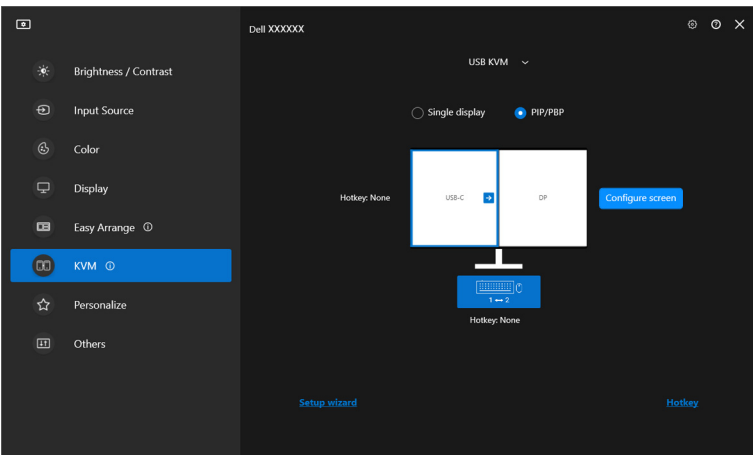 Dell XXXXXX
Brightness / Contrast
Input Source
Color
Display
Easy Arrange
KVM
Personalize
Others
USB KVM
Single display
PIP/PBP
Hotkey: None
USB-C
DP
Configure screen
1 ↔ 2
Hotkey: None
Setup wizard
Hotkey